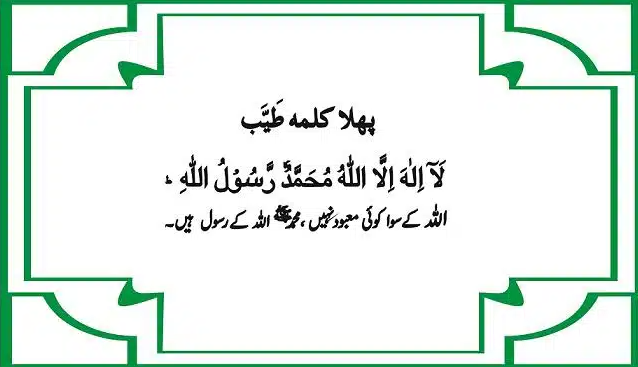 پہلا کلمہ طَیَّب
لَآ اِلٰهَ اِلَّا اللّٰهُ مُحَمَّدٌ رَّسُوْلُ اللّٰهِ ؕ
اللہ کے سوا کوئی معبود نہیں، محمد ﷺ اللہ کے رسول ہیں۔